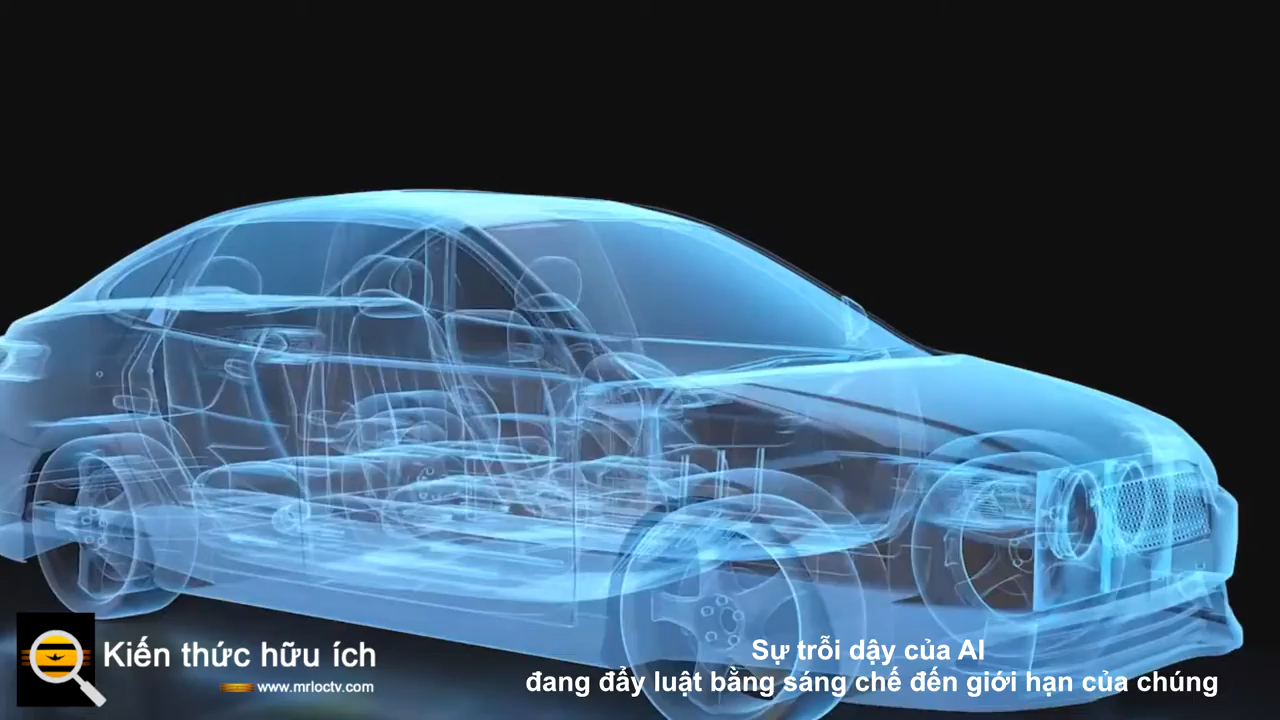 Kiến thức hữu ích
www.mrloctv.com
Sự trỗi dậy của AI
đang đẩy luật bằng sáng chế đến giới hạn của chúng